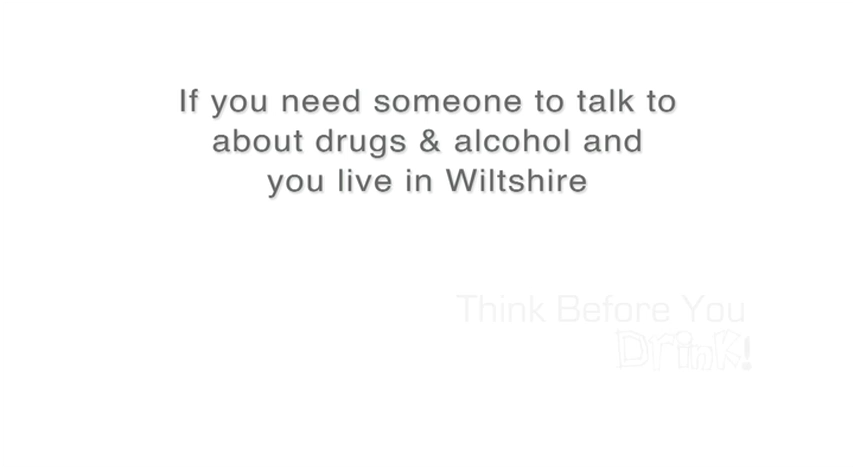 If you need someone to talk to
about drugs & alcohol and
you live in Wiltshire
Think Before You
Drink!